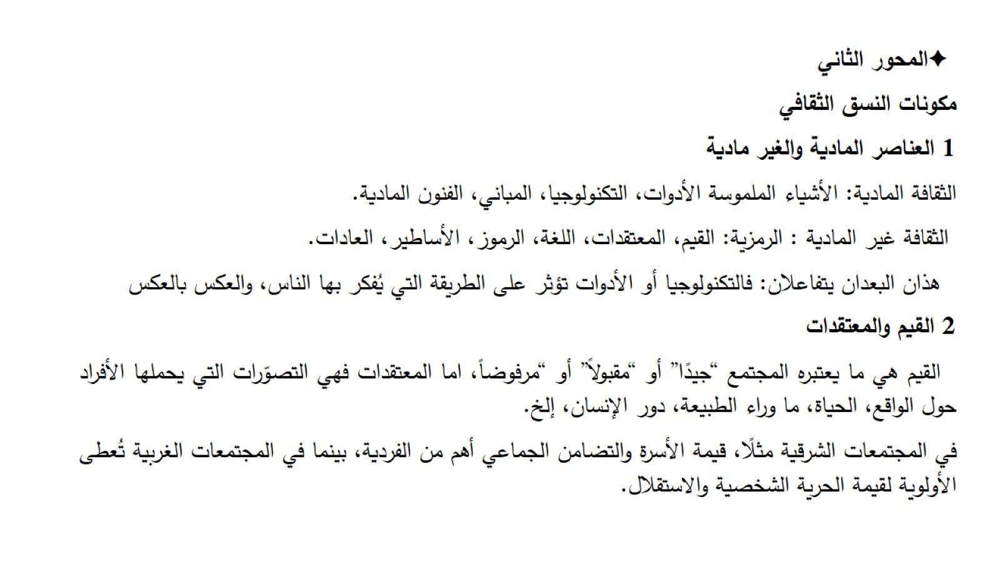 ✦المحور الثاني
مكونات النسق الثقافي
1 العناصر المادية والغير مادية
الثقافة المادية: الأشياء الملموسة الأدوات، التكنولوجيا، المباني، الفنون المادية.
الثقافة غير المادية : الرمزية: القيم، المعتقدات، اللغة، الرموز، الأساطير، العادات.
هذان البعدان يتفاعلان: فالتكنولوجيا أو الأدوات تؤثر على الطريقة التي يُفكر بها الناس، والعكس بالعكس
2 القيم والمعتقدات
القيم هي ما يعتبره المجتمع “جيدًا” أو “مقبولاً” أو “مرفوضاً، اما المعتقدات فهي التصوّرات التي يحملها الأفراد
حول الواقع، الحياة، ما وراء الطبيعة، دور الإنسان، إلخ.
في المجتمعات الشرقية مثلًا، قيمة الأسرة والتضامن الجماعي أهم من الفردية، بينما في المجتمعات الغربية تُعطى
الأولوية لقيمة الحرية الشخصية والاستقلال.